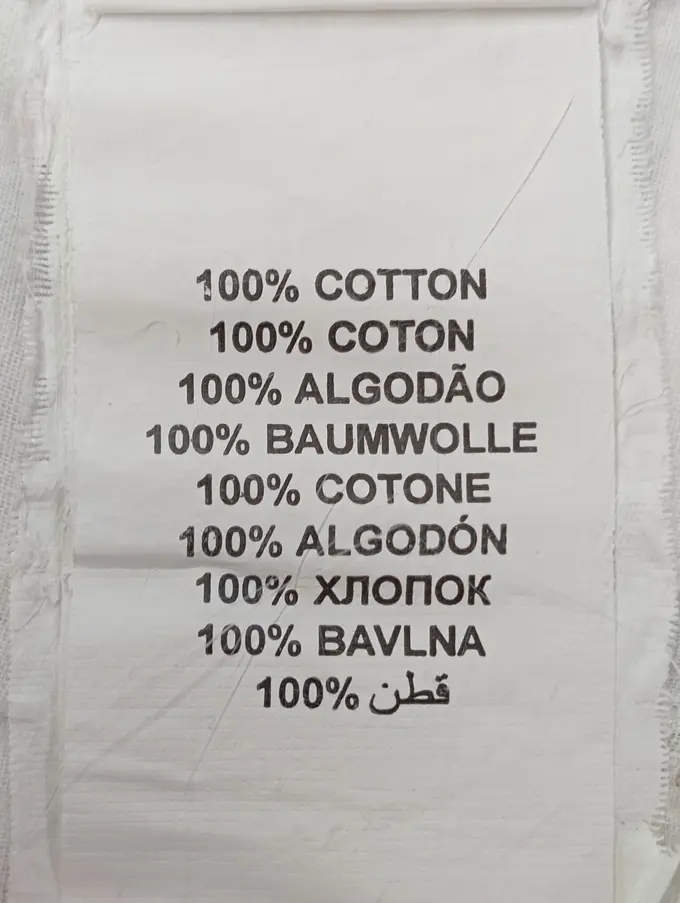 100% COTTON
100% COTON
100% ALGODÃO
100% BAUMWOLLE
100% COTONE
100% ALGODÓN
100% ХЛОПОК
100% BAVLNA
100% قطن